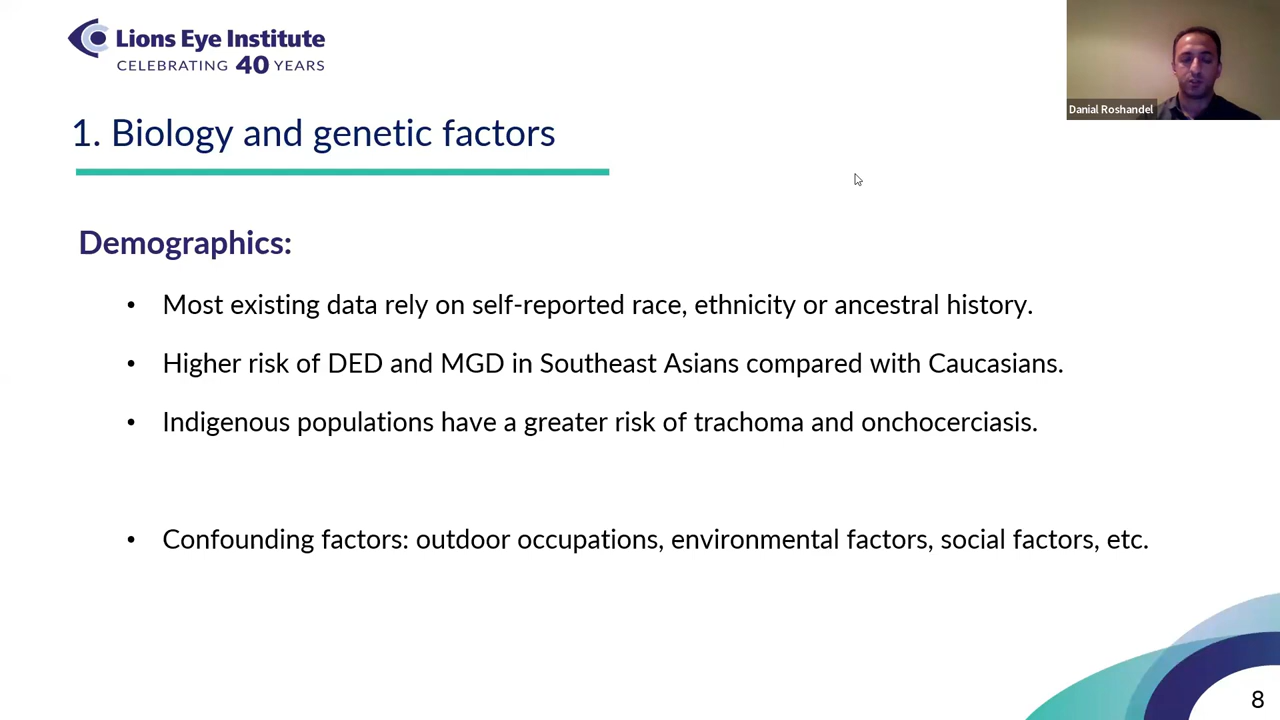 Lions Eye Institute
CELEBRATING 40 YEARS
Danial Roshandel
1. Biology and genetic factors
Demographics:
• Most existing data rely on self-reported race, ethnicity or ancestral history.
• Higher risk of DED and MGD in Southeast Asians compared with Caucasians.
• Indigenous populations have a greater risk of trachoma and onchocerciasis.
• Confounding factors: outdoor occupations, environmental factors, social factors, etc.
8